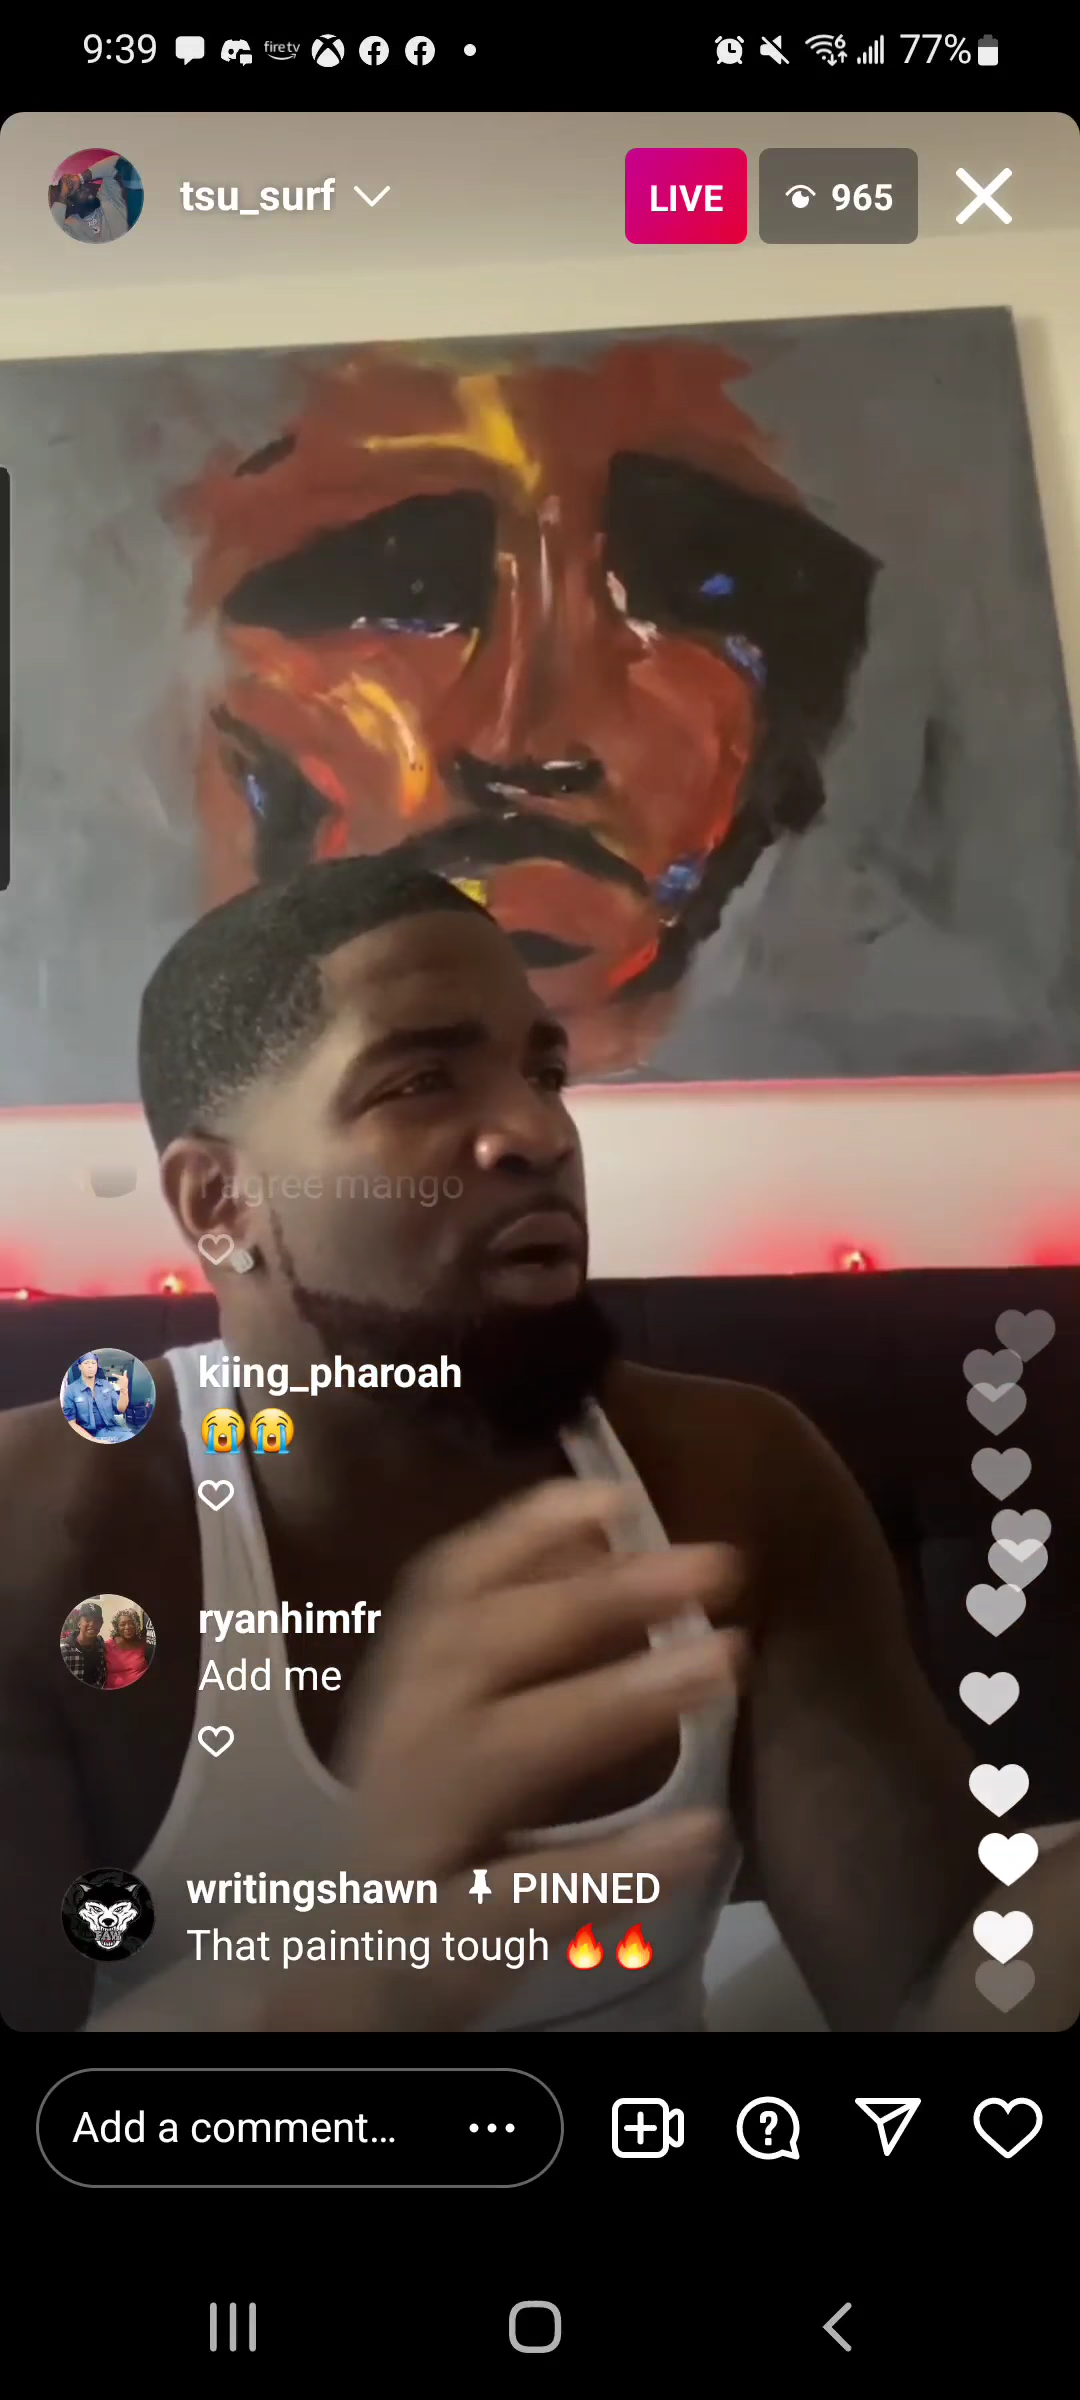 9:39
firetv
77%
tsu_surf
LIVE
965
I agree mango
kiing_pharoah
😭😭
ryanhimfr
Add me
writingshawn PINNED
That painting tough 🔥🔥
Add a comment...